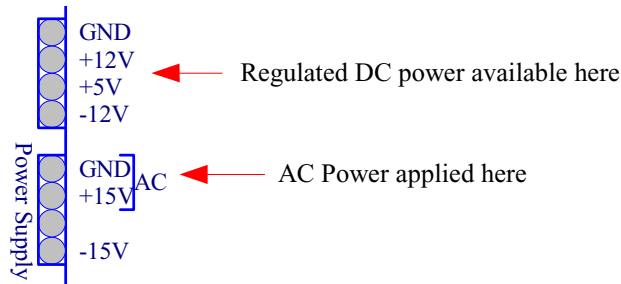 GND
+12V
+5V
-12V
Regulated DC power available here
GND
+15V
AC
AC Power applied here
-15V
Power Supply